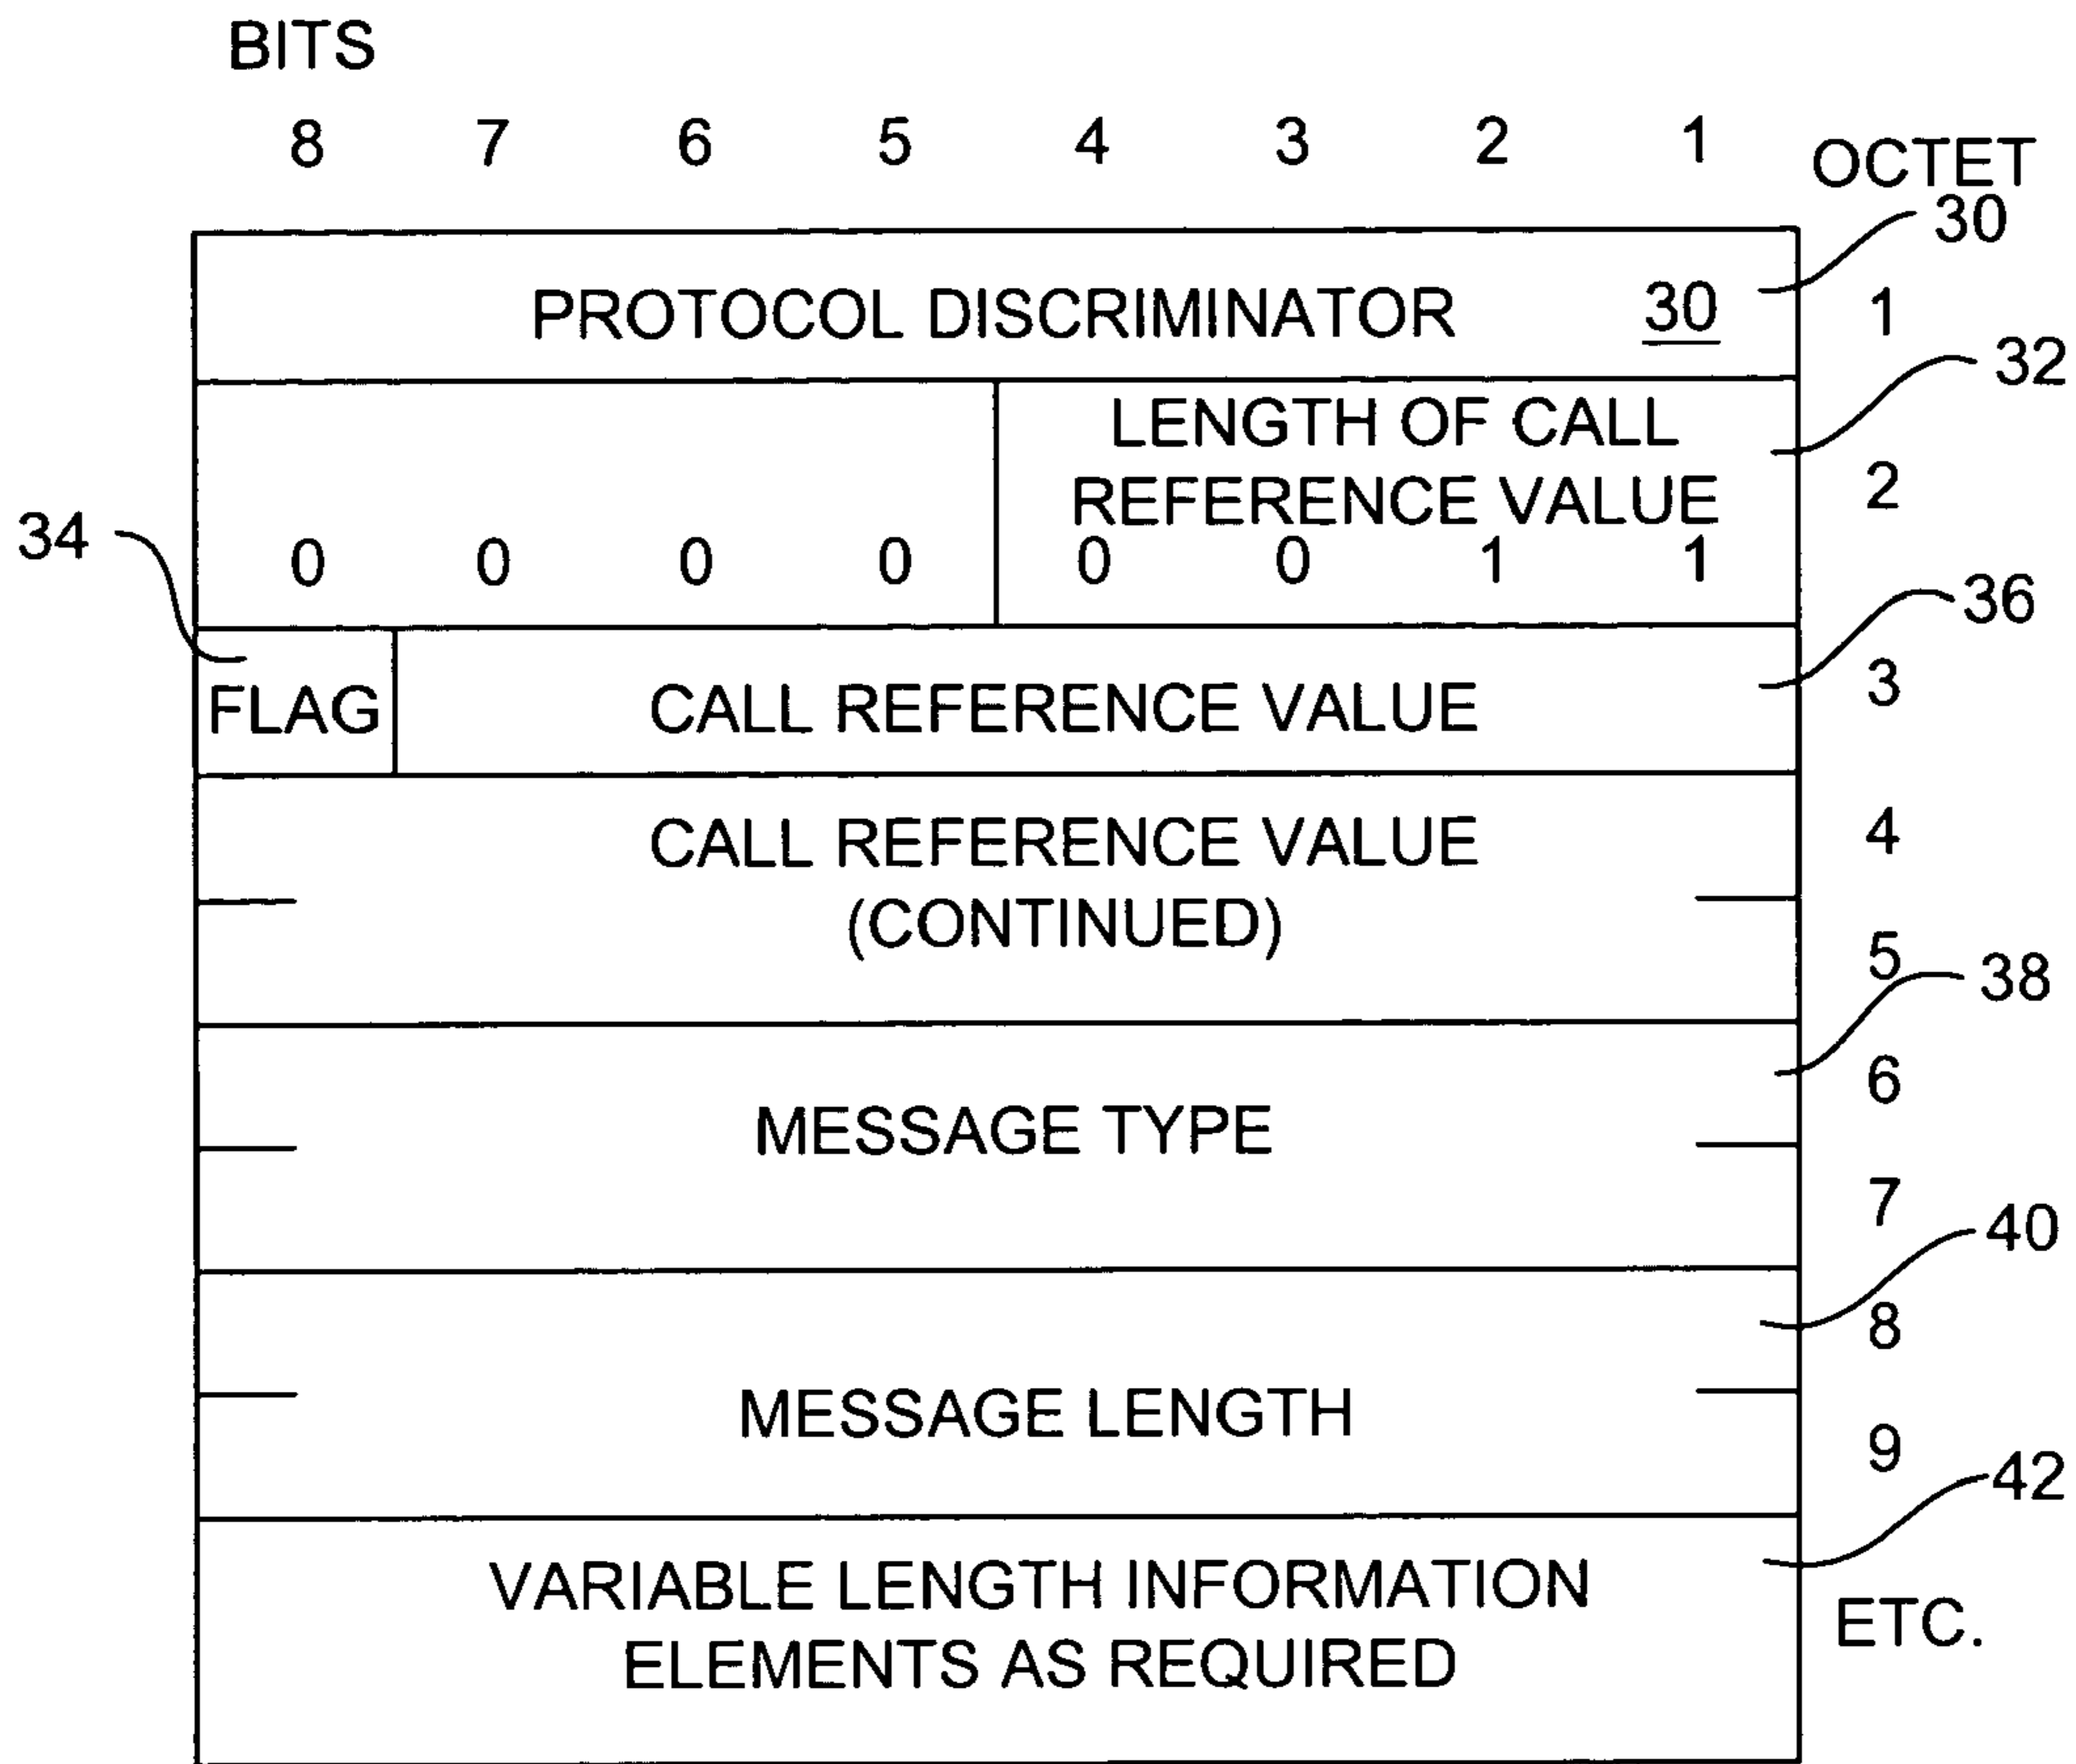 BITS
8 7 6 5 4 3 2 1
OCTET
30
PROTOCOL DISCRIMINATOR 30 1
32
LENGTH OF CALL
REFERENCE VALUE 2
34
0 0 0 0 0 0 1 1
36
FLAG CALL REFERENCE VALUE 3
CALL REFERENCE VALUE 4
(CONTINUED) 5
38
6
MESSAGE TYPE
7
40
8
MESSAGE LENGTH
9
42
VARIABLE LENGTH INFORMATION
ELEMENTS AS REQUIRED
ETC.